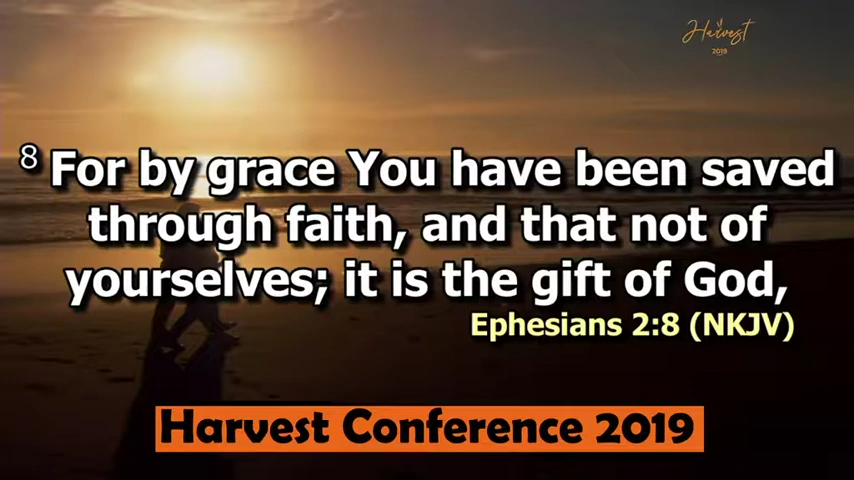 Harvest
2019
8 For by grace You have been saved
through faith, and that not of
yourselves; it is the gift of God,
Ephesians 2:8 (NKJV)
Harvest Conference 2019